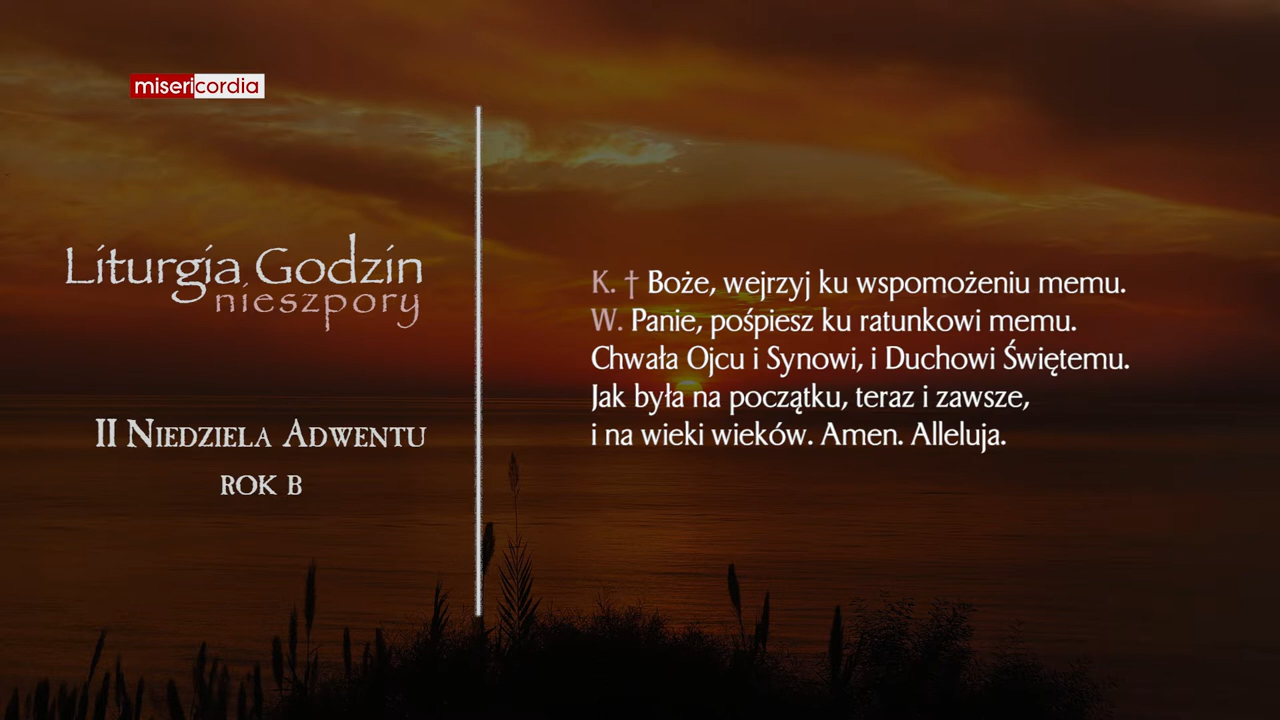 misericordia
Liturgia Godzin
nieszpory
II Niedziela Adwentu
rok B
K. † Boże, wejrzyj ku wspomożeniu memu.
W. Panie, pośpiesz ku ratunkowi memu.
Chwała Ojcu i Synowi, i Duchowi Świętemu.
Jak była na początku, teraz i zawsze,
i na wieki wieków. Amen. Alleluja.